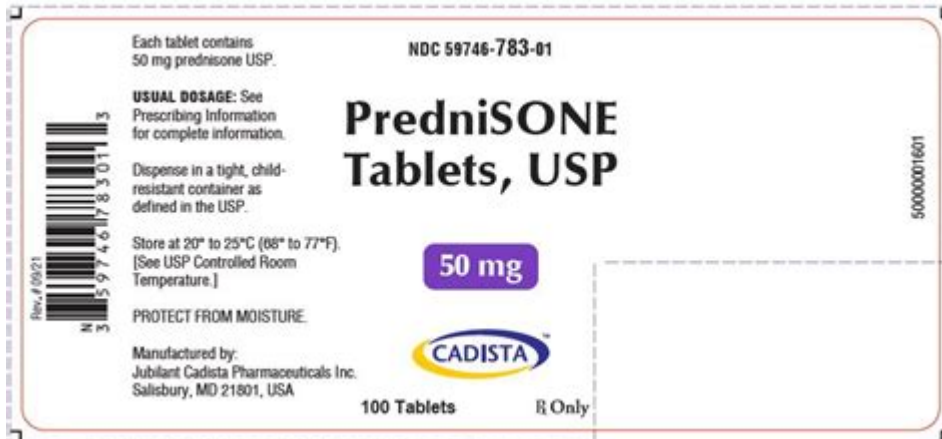 Each tablet contains
50 mg prednisone USP.
USUAL DOSAGE: See
Prescribing Information
for complete information.
Dispense in a tight, child-
resistant container as
defined in the USP.
Store at 20° to 25°C (68° to 77°F).
[See USP Controlled Room
Temperature.]
PROTECT FROM MOISTURE.
Manufactured by:
Jubilant Cadista Pharmaceuticals Inc.
Salisbury, MD 21801, USA
Rev. # 09/21
N
3 59746 78301 3
NDC 59746-783-01
PredniSONE
Tablets, USP
50 mg
CADISTA™
100 Tablets
℞ Only
50000001601